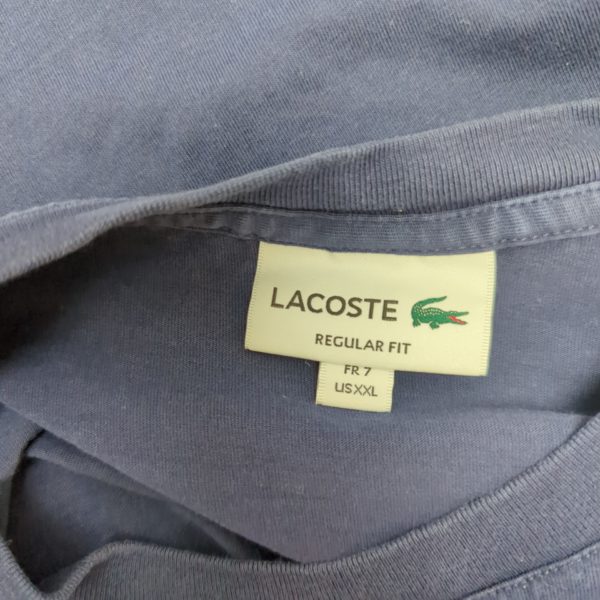 LACOSTE
REGULAR FIT
FR 7
US XXL